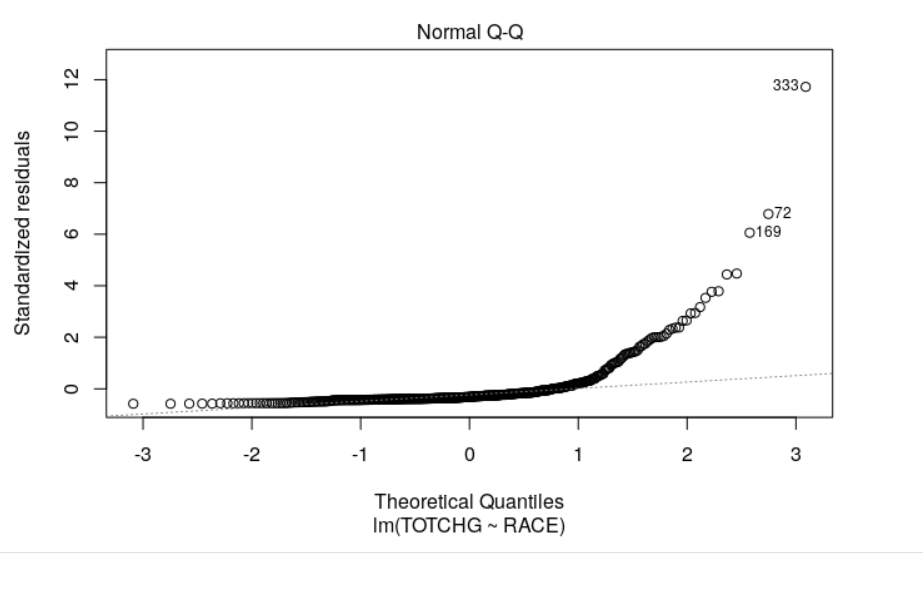 Normal Q-Q
Standardized residuals
12
10
8
6
4
2
0
333
72
169
-3 -2 -1 0 1 2 3
Theoretical Quantiles
lm(TOTCHG ~ RACE)